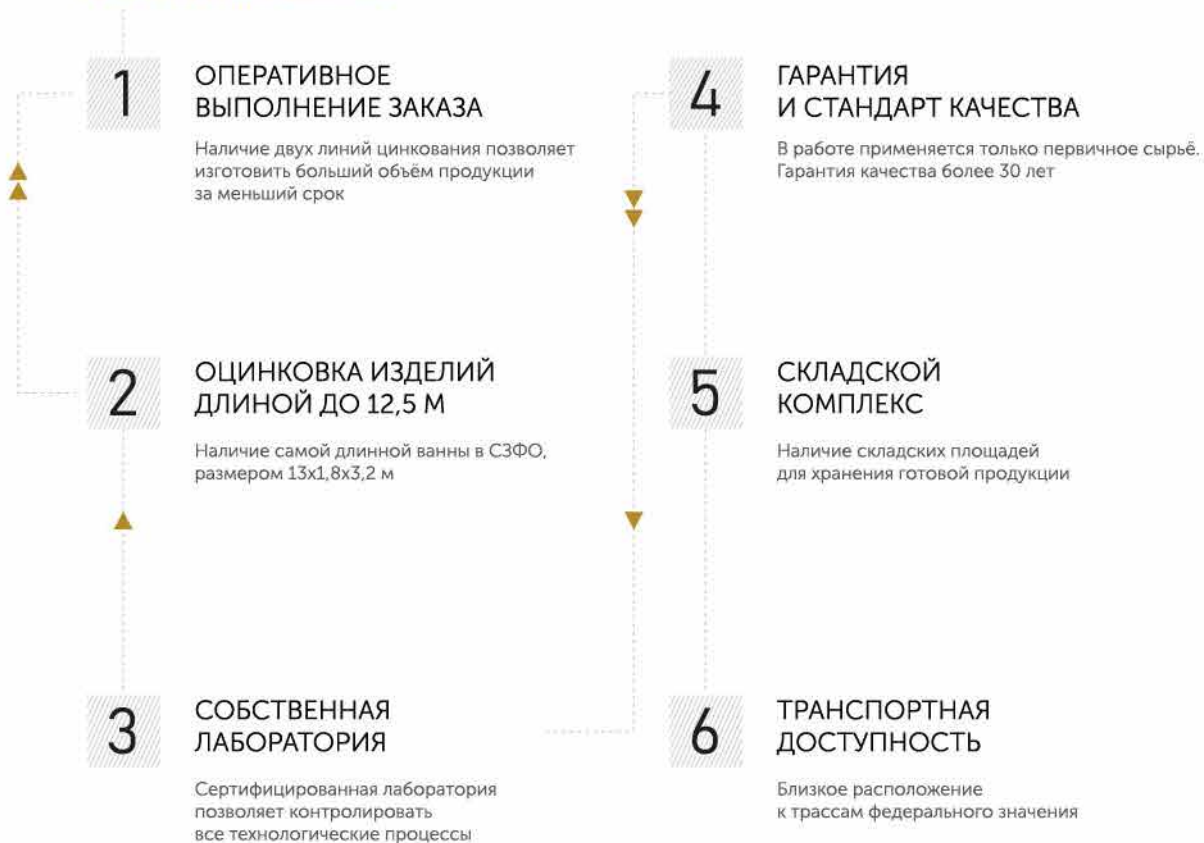 1
ОПЕРАТИВНОЕ
ВЫПОЛНЕНИЕ ЗАКАЗА
Наличие двух линий цинкования позволяет
изготовить больший объём продукции
за меньший срок
2
ОЦИНКОВКА ИЗДЕЛИЙ
ДЛИНОЙ ДО 12,5 М
Наличие самой длинной ванны в СЗФО,
размером 13х1,8х3,2 м
3
СОБСТВЕННАЯ
ЛАБОРАТОРИЯ
Сертифицированная лаборатория
позволяет контролировать
все технологические процессы
4
ГАРАНТИЯ
И СТАНДАРТ КАЧЕСТВА
В работе применяется только первичное сырьё.
Гарантия качества более 30 лет
5
СКЛАДСКОЙ
КОМПЛЕКС
Наличие складских площадей
для хранения готовой продукции
6
ТРАНСПОРТНАЯ
ДОСТУПНОСТЬ
Близкое расположение
к трассам федерального значения